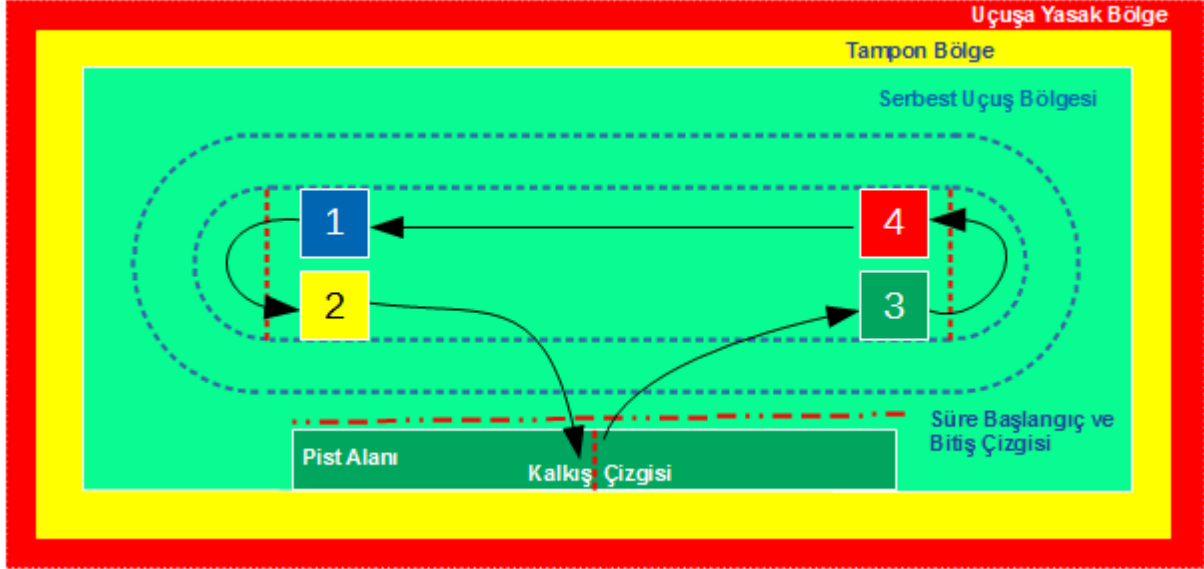 Uçuşa Yasak Bölge
Tampon Bölge
Serbest Uçuş Bölgesi
1
4
2
3
Süre Başlangıç ve
Bitiş Çizgisi
Pist Alanı
Kalkış Çizgisi